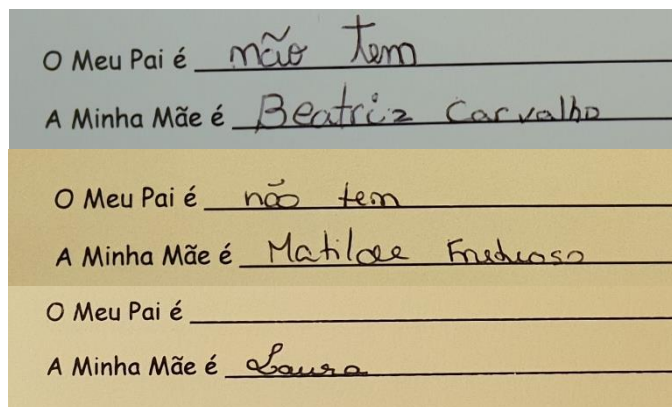 O Meu Pai é não tem
A Minha Mãe é Beatriz Carvalho
O Meu Pai é não tem
A Minha Mãe é Matilde
O Meu Pai é
A Minha Mãe é Laura